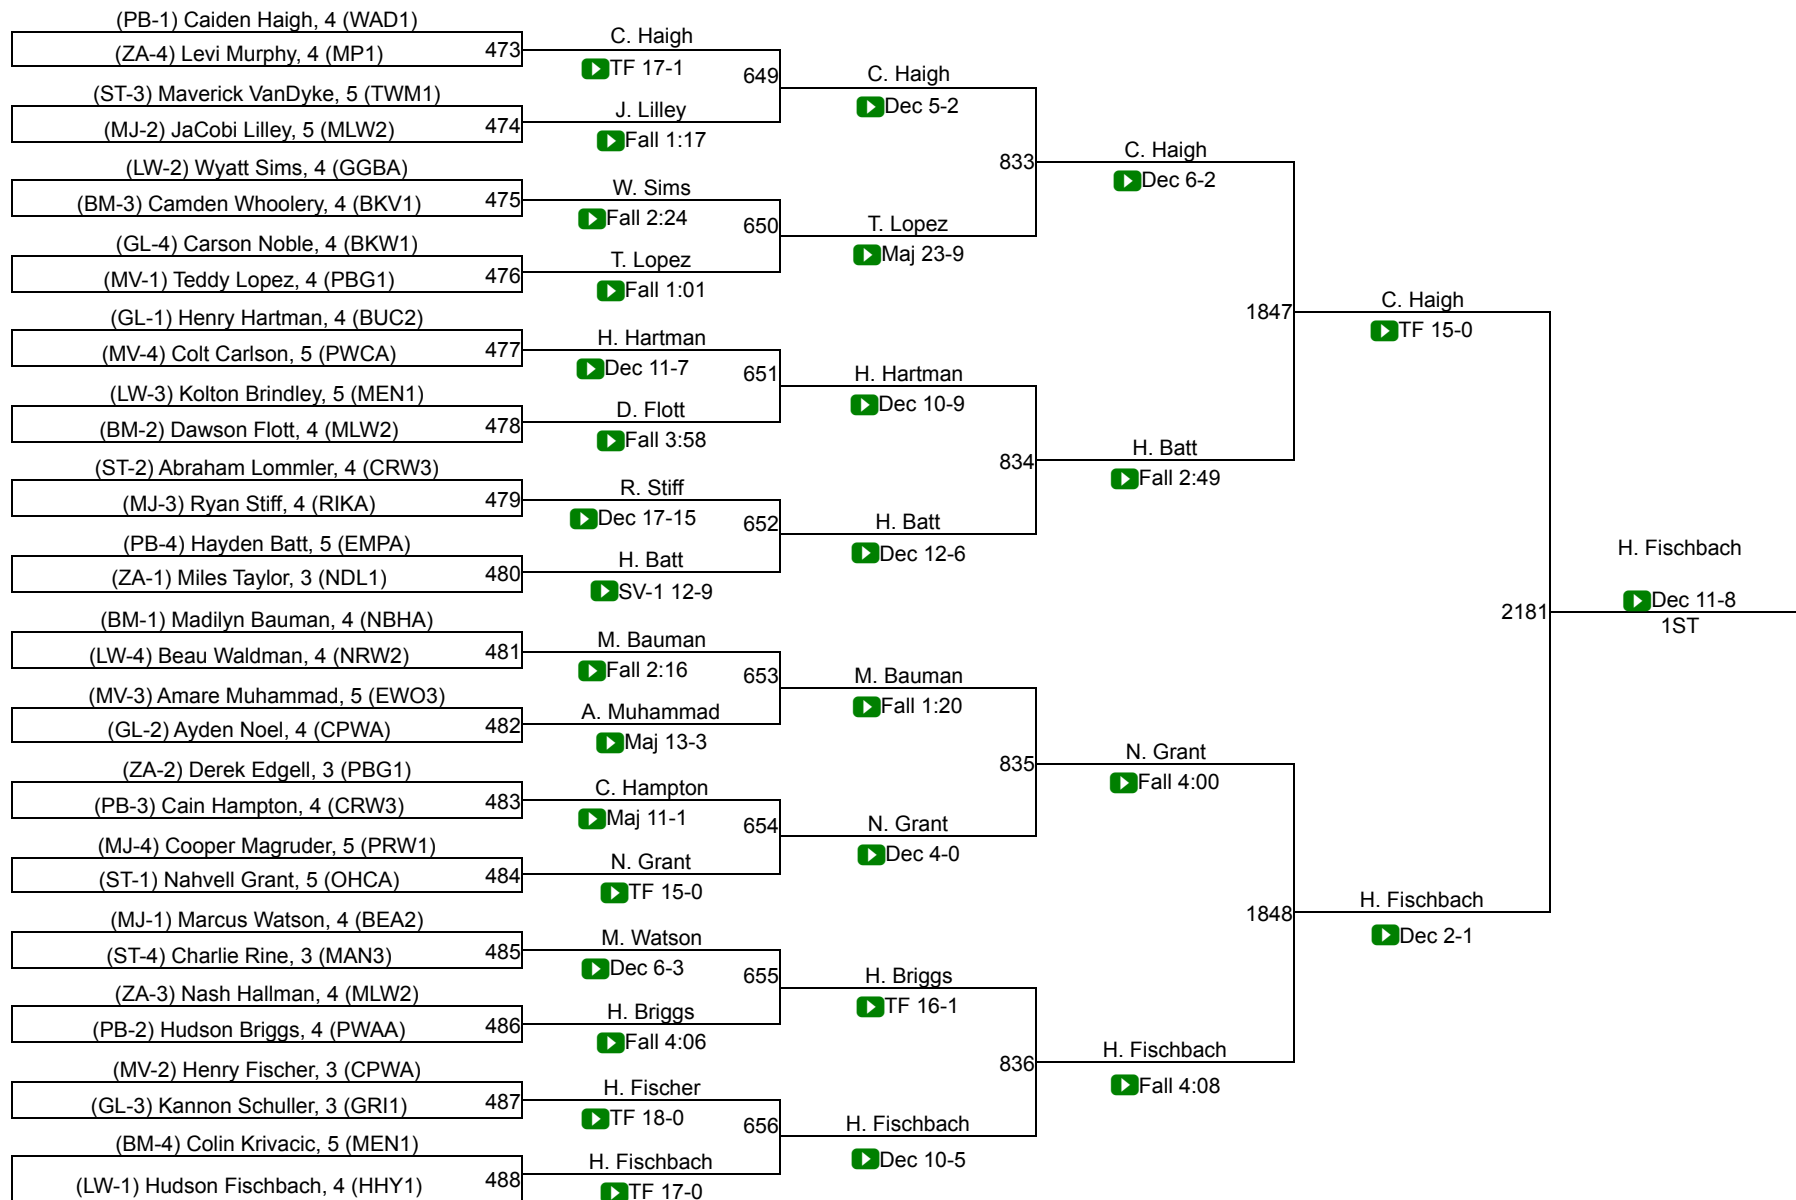 (PB-1) Caiden Haigh, 4 (WAD1)
(ZA-4) Levi Murphy, 4 (MP1)
473
(ST-3) Maverick VanDyke, 5 (TWM1)
(MJ-2) JaCobi Lilley, 5 (MLW2)
474
(LW-2) Wyatt Sims, 4 (GGBA)
(BM-3) Camden Whoolery, 4 (BKV1)
475
(GL-4) Carson Noble, 4 (BKW1)
(MV-1) Teddy Lopez, 4 (PBG1)
476
(GL-1) Henry Hartman, 4 (BUC2)
(MV-4) Colt Carlson, 5 (PWCA)
477
(LW-3) Kolton Brindley, 5 (MEN1)
(BM-2) Dawson Flott, 4 (MLW2)
478
(ST-2) Abraham Lommler, 4 (CRW3)
(MJ-3) Ryan Stiff, 4 (RIKA)
479
(PB-4) Hayden Batt, 5 (EMPA)
(ZA-1) Miles Taylor, 3 (NDL1)
480
(BM-1) Madilyn Bauman, 4 (NBHA)
(LW-4) Beau Waldman, 4 (NRW2)
481
(MV-3) Amare Muhammad, 5 (EWO3)
(GL-2) Ayden Noel, 4 (CPWA)
482
(ZA-2) Derek Edgell, 3 (PBG1)
(PB-3) Cain Hampton, 4 (CRW3)
483
(MJ-4) Cooper Magruder, 5 (PRW1)
(ST-1) Nahvell Grant, 5 (OHCA)
484
(MJ-1) Marcus Watson, 4 (BEA2)
(ST-4) Charlie Rine, 3 (MAN3)
485
(ZA-3) Nash Hallman, 4 (MLW2)
(PB-2) Hudson Briggs, 4 (PWAA)
486
(MV-2) Henry Fischer, 3 (CPWA)
(GL-3) Kannon Schuller, 3 (GRI1)
487
(BM-4) Colin Krivacic, 5 (MEN1)
(LW-1) Hudson Fischbach, 4 (HHY1)
488
C. Haigh
TF 17-1
649
J. Lilley
Fall 1:17
W. Sims
Fall 2:24
650
T. Lopez
Fall 1:01
H. Hartman
Dec 11-7
651
D. Flott
Fall 3:58
R. Stiff
Dec 17-15
652
H. Batt
SV-1 12-9
M. Bauman
Fall 2:16
653
A. Muhammad
Maj 13-3
C. Hampton
Maj 11-1
654
N. Grant
TF 15-0
M. Watson
Dec 6-3
655
H. Briggs
Fall 4:06
H. Fischer
TF 18-0
656
H. Fischbach
TF 17-0
C. Haigh
Dec 5-2
833
T. Lopez
Maj 23-9
H. Hartman
Dec 10-9
834
H. Batt
Dec 12-6
M. Bauman
Fall 1:20
835
N. Grant
Dec 4-0
H. Briggs
TF 16-1
836
H. Fischbach
Dec 10-5
C. Haigh
Dec 6-2
1847
H. Batt
Fall 2:49
N. Grant
Fall 4:00
1848
H. Fischbach
Fall 4:08
C. Haigh
TF 15-0
2181
H. Fischbach
Dec 2-1
H. Fischbach
Dec 11-8
1ST